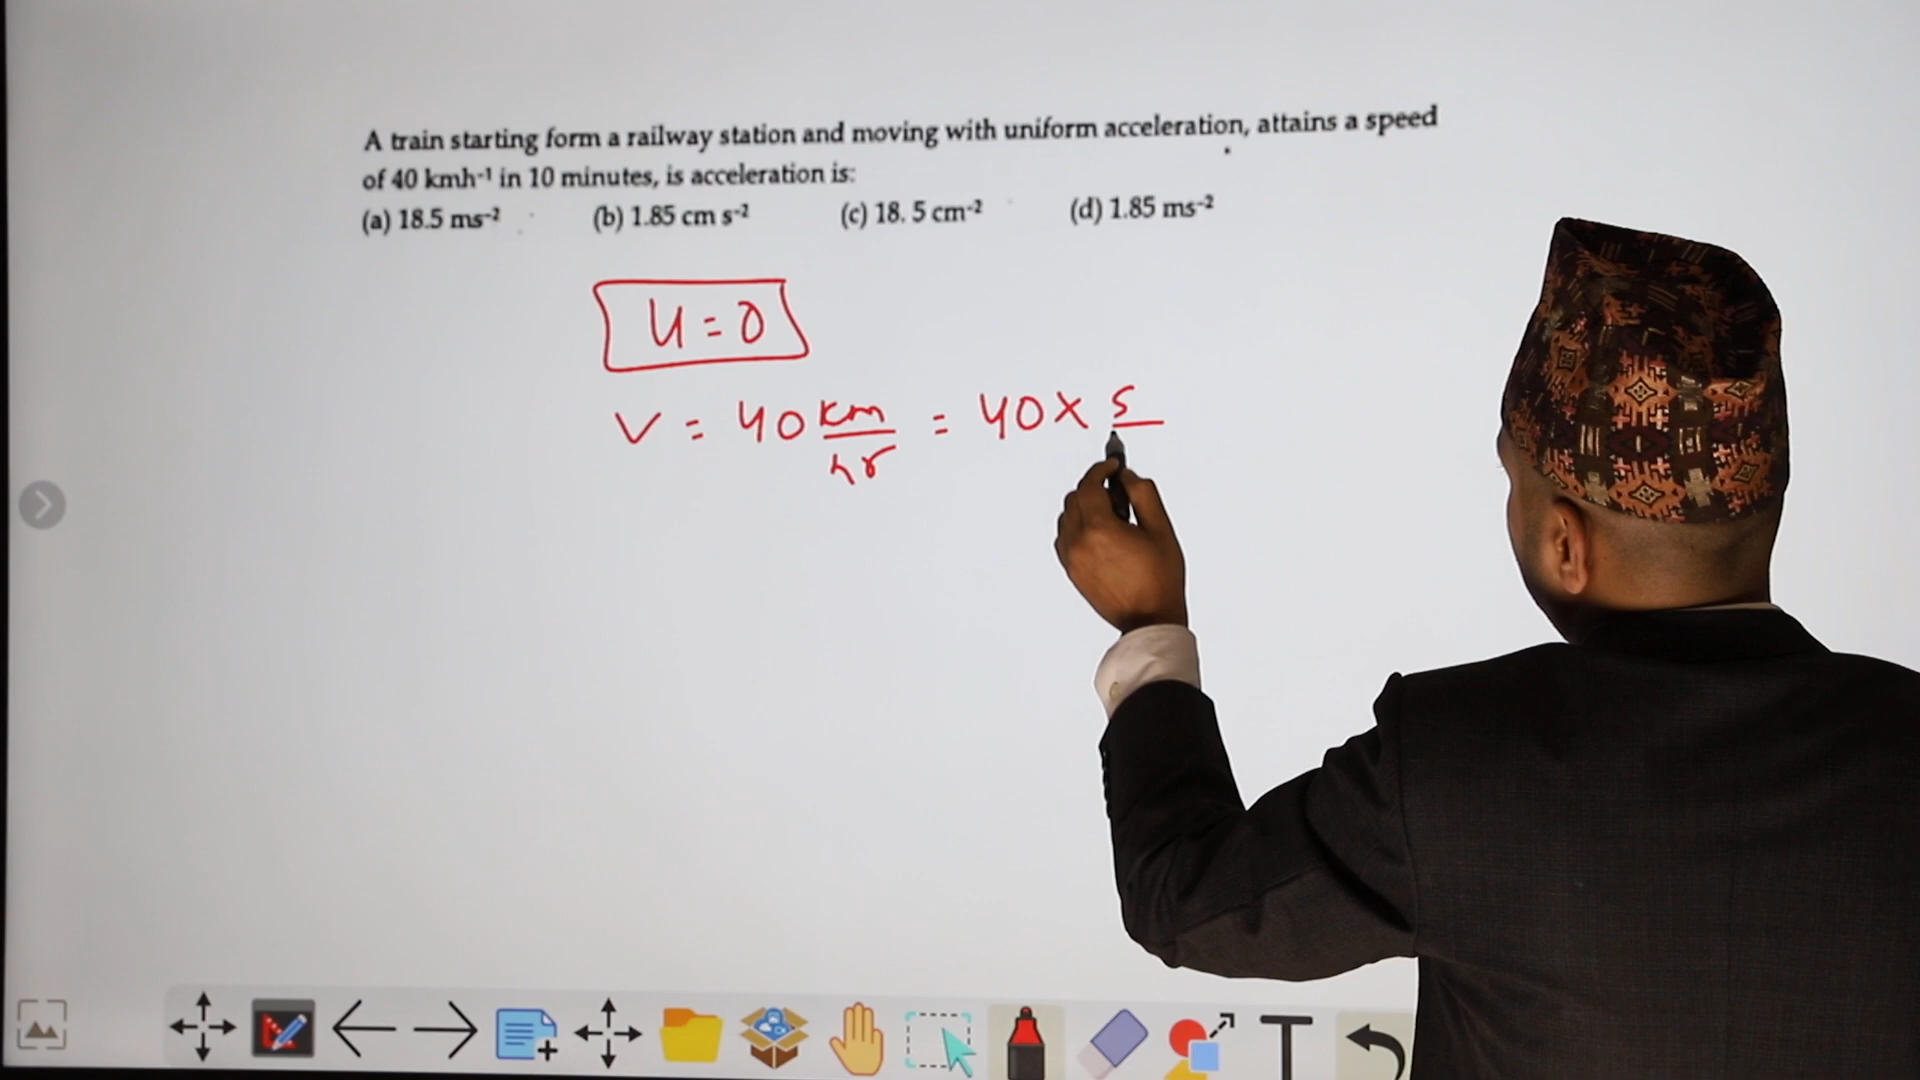 A train starting form a railway station and moving with uniform acceleration, attains a speed
of 40 kmh⁻¹ in 10 minutes, is acceleration is:
(a) 18.5 ms⁻² (b) 1.85 cm s⁻² (c) 18. 5 cm⁻² (d) 1.85 ms⁻²
u = 0
v = 40 km/hr = 40 × 5